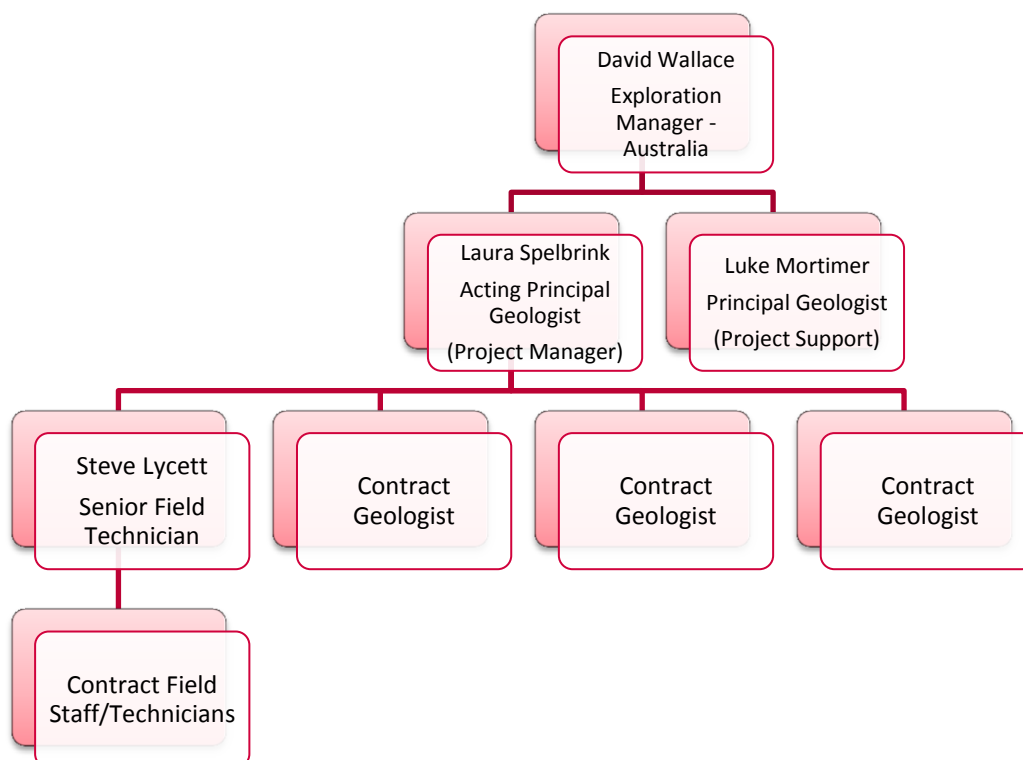 David Wallace
Exploration
Manager -
Australia
Laura Spelbrink
Acting Principal
Geologist
(Project Manager)
Luke Mortimer
Principal Geologist
(Project Support)
Steve Lycett
Senior Field
Technician
Contract
Geologist
Contract
Geologist
Contract
Geologist
Contract Field
Staff/Technicians